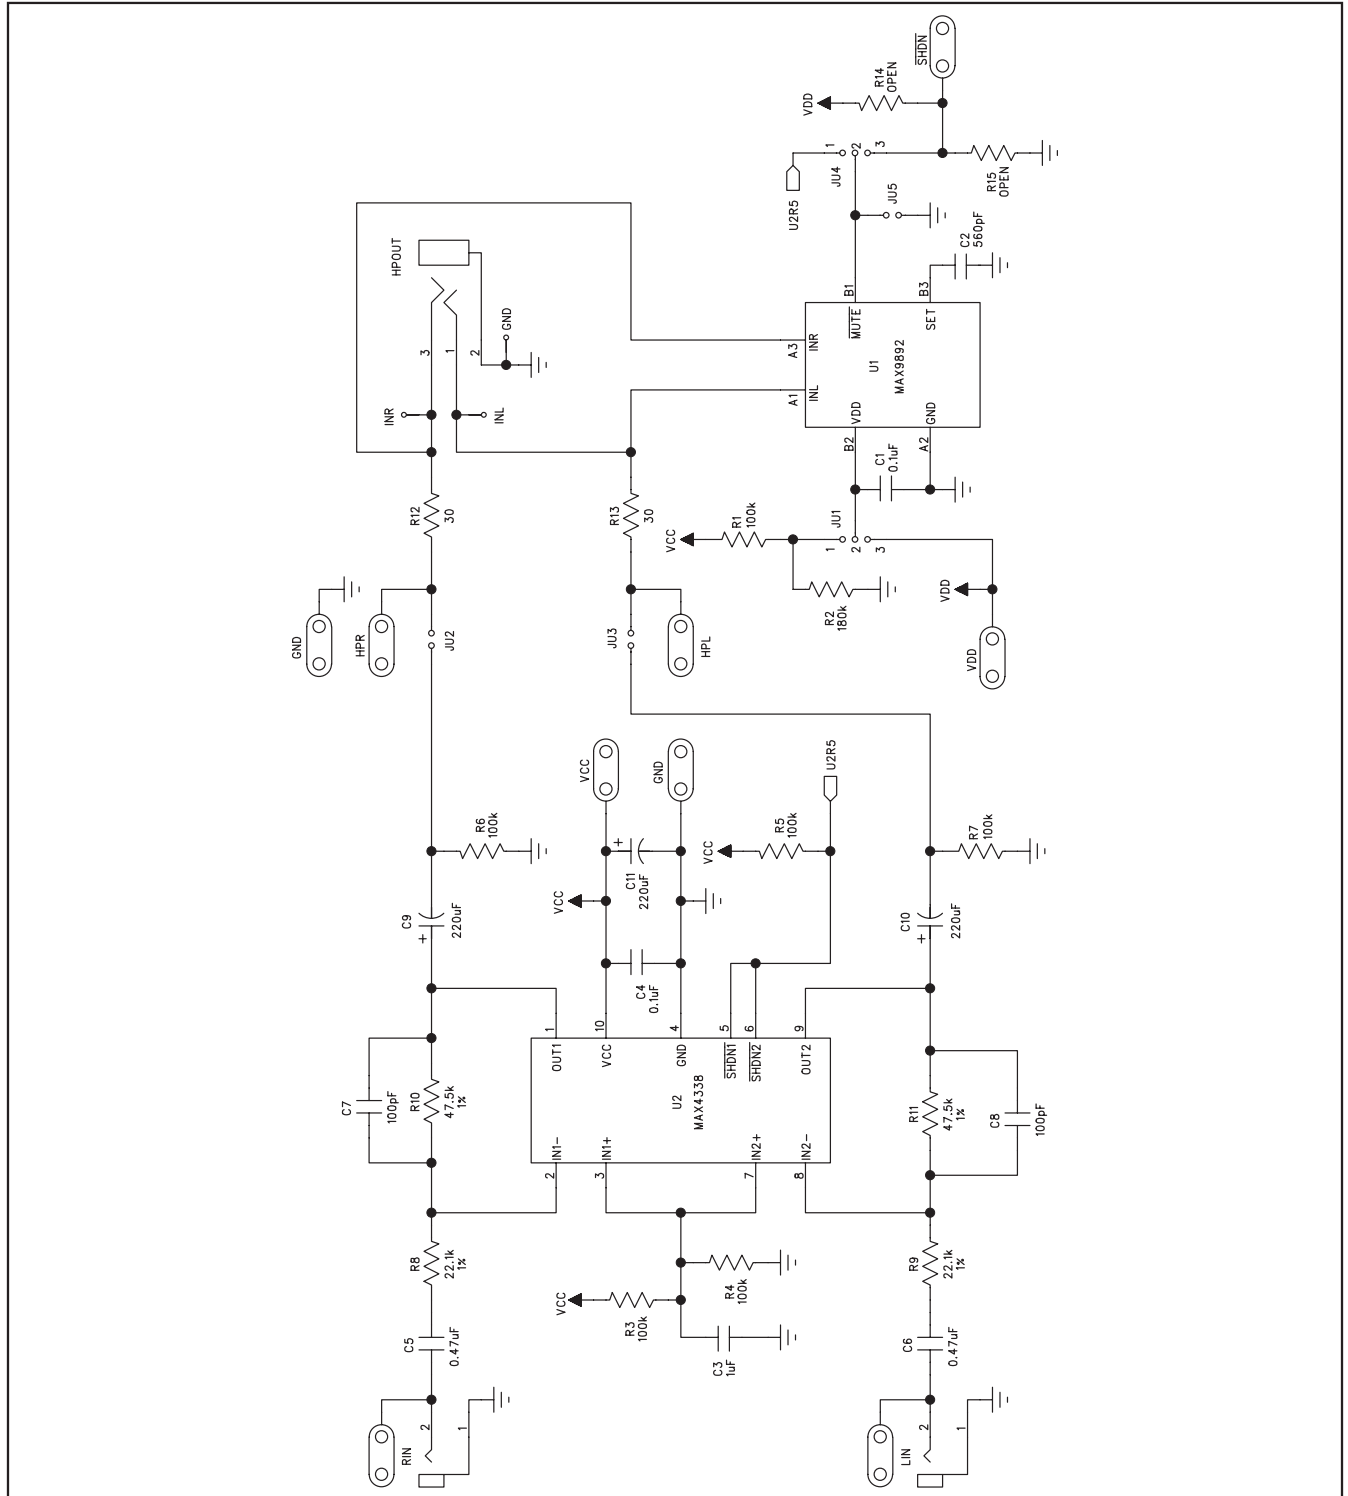 RIN
2
1
C5
0.47uF
R8
22.1k
1%
C7
100pF
R10
47.5k
1%
C9
+
220uF
R6
100k
JU2
HPR
GND
R12
30
INR
INL
3
1
2
GND
HPOUT
VCC
R3
100k
C3
1uF
R4
100k
2
IN1-
3
IN1+
7
IN2+
8
IN2-
U2
MAX4338
OUT1
1
VCC
10
GND
4
SHDN1
5
SHDN2
6
OUT2
9
C4
0.1uF
VCC
C11
220uF
+
VCC
GND
VCC
R5
100k
U2R5
JU3
HPL
R13
30
LIN
2
1
C6
0.47uF
R9
22.1k
1%
R11
47.5k
1%
C8
100pF
C10
+
220uF
R7
100k
VCC
R1
100k
R2
180k
JU1
1
2
3
VDD
VDD
C1
0.1uF
B2
VDD
A2
GND
A1
INL
A3
INR
U1
MAX9892
MUTE
B1
SET
B3
C2
560pF
U2R5
JU4
1
2
3
JU5
VDD
R14
OPEN
R15
OPEN
SHDN